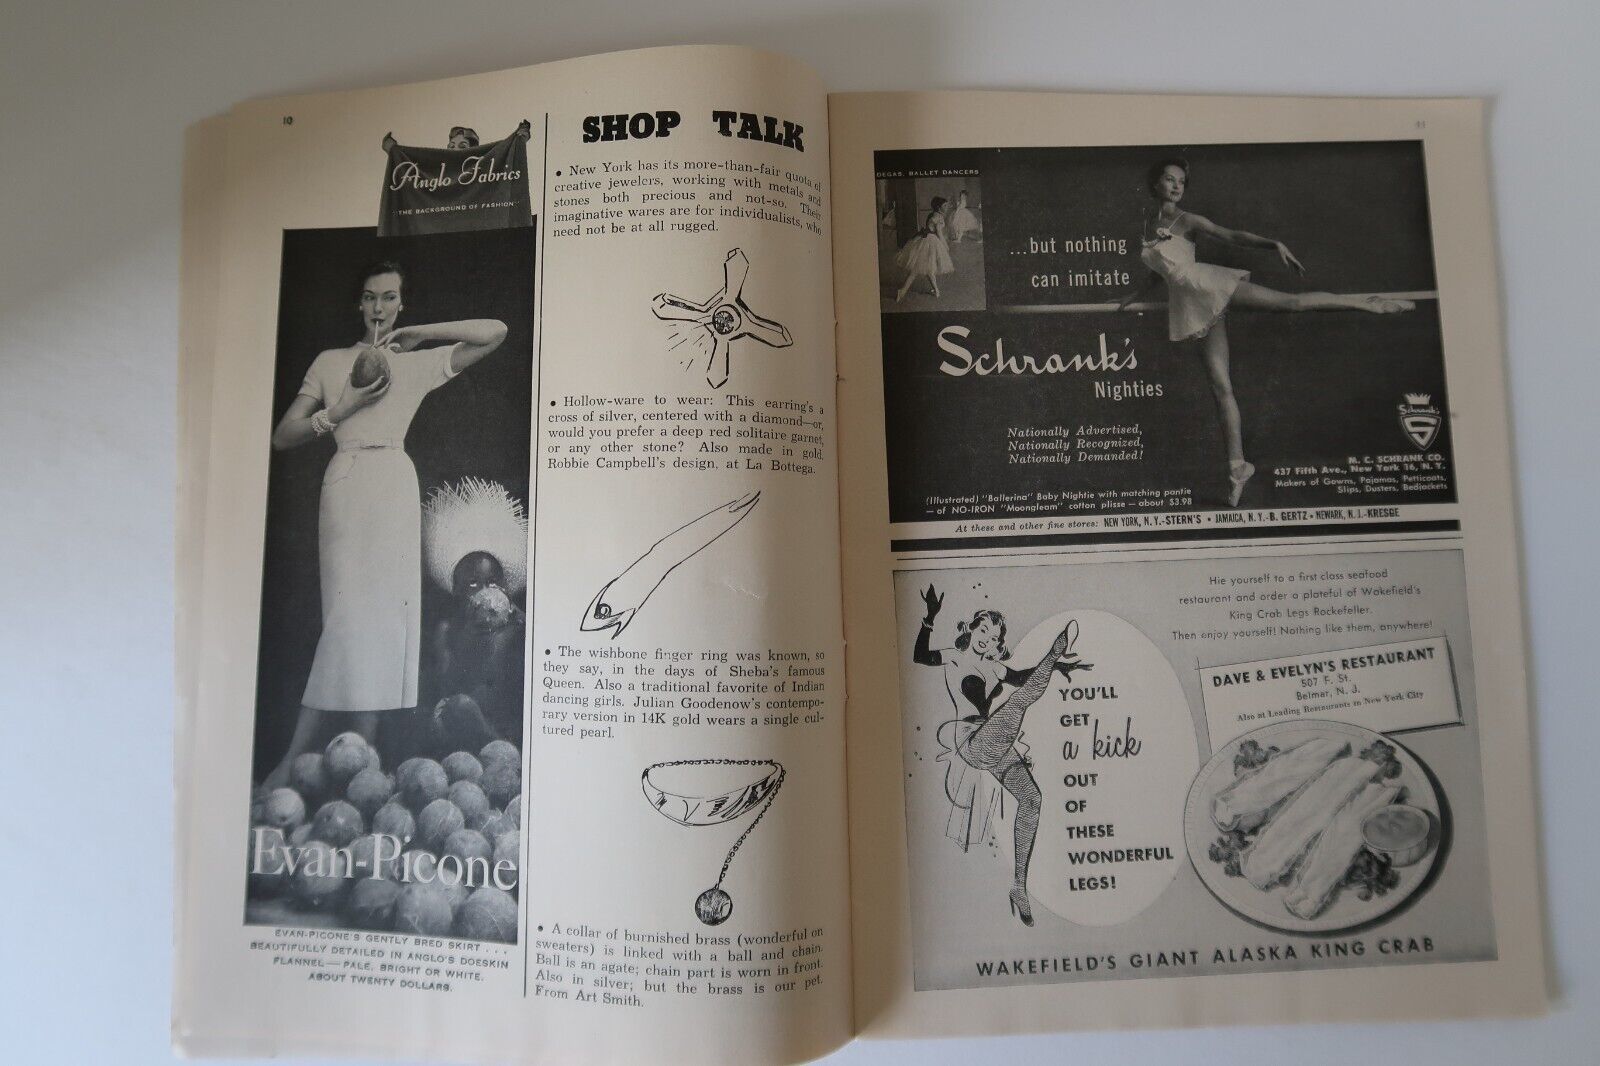 10
Anglo Fabrics
"THE BACKGROUND OF FASHION"
Evan-Picone
EVAN-PICONE'S GENTLY BRED SKIRT ...
BEAUTIFULLY DETAILED IN ANGLO'S DOESKIN
FLANNEL — PALE, BRIGHT OR WHITE.
ABOUT TWENTY DOLLARS.
SHOP TALK
• New York has its more-than-fair quota of
creative jewelers, working with metals and
stones both precious and not-so. Their
imaginative wares are for individualists, who
need not be at all rugged.
• Hollow-ware to wear: This earring's a
cross of silver, centered with a diamond—or,
would you prefer a deep red solitaire garnet,
or any other stone? Also made in gold.
Robbie Campbell's design, at La Bottega.
• The wishbone finger ring was known, so
they say, in the days of Sheba's famous
Queen. Also a traditional favorite of Indian
dancing girls. Julian Goodenow's contempo-
rary version in 14K gold wears a single cul-
tured pearl.
• A collar of burnished brass (wonderful on
sweaters) is linked with a ball and chain.
Ball is an agate; chain part is worn in front.
Also in silver; but the brass is our pet.
From Art Smith.
DEGAS, BALLET DANCERS
...but nothing
can imitate
Schrank's
Nighties
Nationally Advertised,
Nationally Recognized,
Nationally Demanded!
Schrank's
S
M. C. SCHRANK CO.
437 Fifth Ave., New York 16, N. Y.
Makers of Gowns, Pajamas, Petticoats,
Slips, Dusters, Bedjackets
(Illustrated) "Ballerina" Baby Nightie with matching pantie
— of NO-IRON "Moongleam" cotton plisse — about $3.98
At these and other fine stores: NEW YORK, N. Y.-STERN'S • JAMAICA, N. Y.-B. GERTZ • NEWARK, N. J.-KRESGE
Hie yourself to a first class seafood
restaurant and order a plateful of Wakefield's
King Crab Legs Rockefeller.
Then enjoy yourself! Nothing like them, anywhere!
DAVE & EVELYN'S RESTAURANT
507 F. St.
Belmar, N. J.
Also at Leading Restaurants in New York City
YOU'LL
GET
a kick
OUT
OF
THESE
WONDERFUL
LEGS!
WAKEFIELD'S GIANT ALASKA KING CRAB